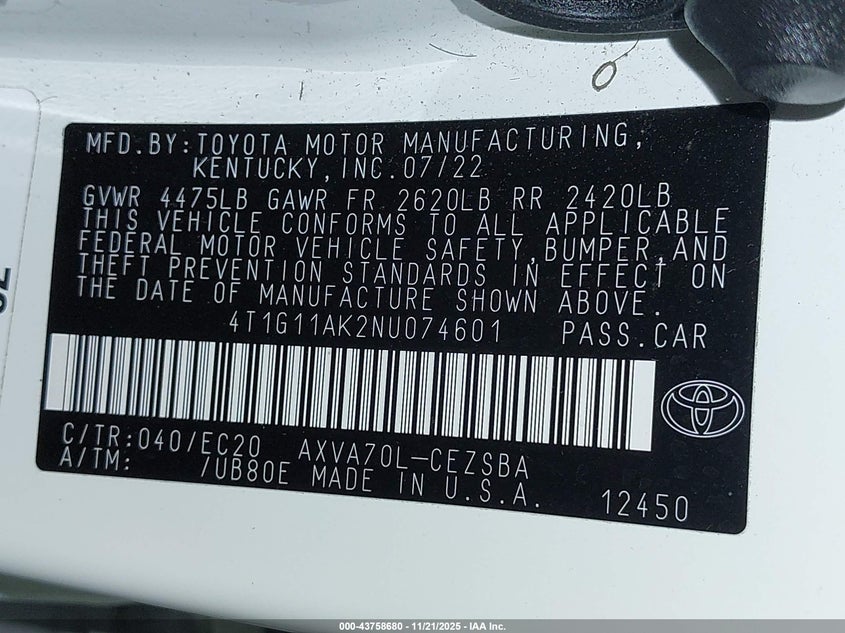 MFD.BY:TOYOTA MOTOR MANUFACTURING,
KENTUCKY,INC.07/22
GVWR 4475LB GAWR FR 2620LB RR 2420LB
THIS VEHICLE CONFORMS TO ALL APPLICABLE
FEDERAL MOTOR VEHICLE SAFETY,BUMPER,AND
THEFT PREVENTION STANDARDS IN EFFECT ON
THE DATE OF MANUFACTURE SHOWN ABOVE.
4T1G11AK2NU074601 PASS.CAR
C/TR:040/EC20 AXVA70L-CEZSBA
A/TM: /UB80E MADE IN U.S.A.
12450
000-43758680 - 11/21/2025 - IAA Inc.